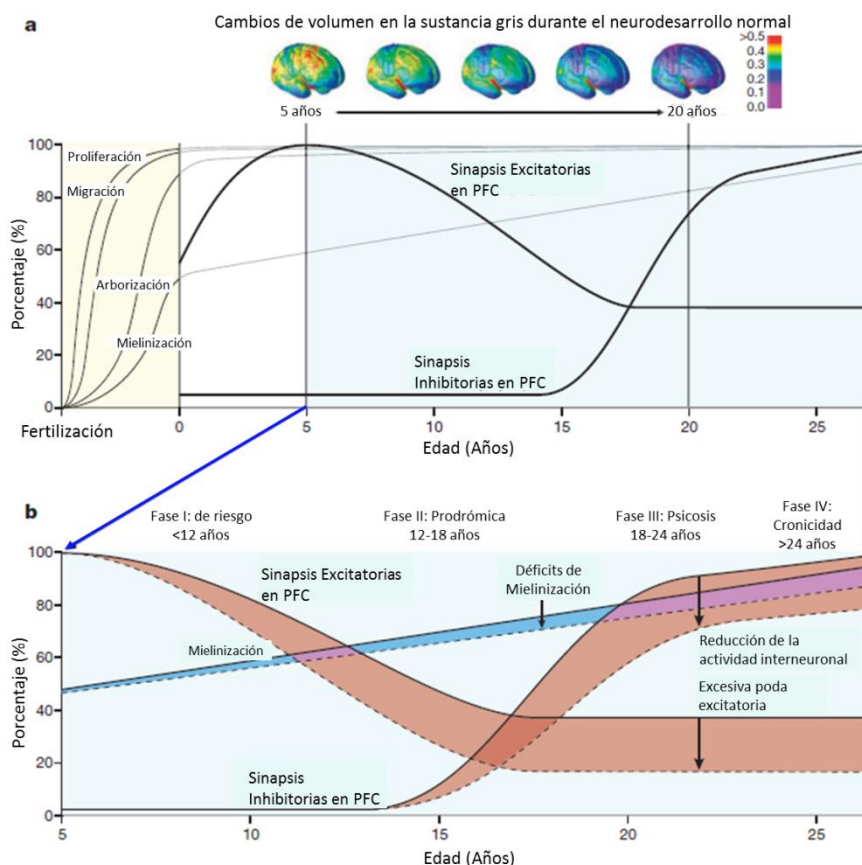 Cambios de volumen en la sustancia gris durante el neurodesarrollo normal
a
>0.5
0.4
0.3
0.2
0.1
0.0
5 años
20 años
100
80
60
40
20
0
Porcentaje (%)
Proliferación
Migración
Arborización
Mielinización
Sinapsis Excitatorias
en PFC
Sinapsis
Inhibitorias en PFC
Fertilización
0
5
10
15
20
25
Edad (Años)
b
Fase I: de riesgo
<12 años
Fase II: Prodrómica
12-18 años
Fase III: Psicosis
18-24 años
Fase IV:
Cronicidad
>24 años
100
80
60
40
20
0
Porcentaje (%)
Sinapsis Excitatorias
en PFC
Déficits de
Mielinización
Mielinización
Reducción de la
actividad interneuronal
Excesiva poda
excitatoria
Sinapsis
Inhibitorias en PFC
5
10
15
20
25
Edad (Años)